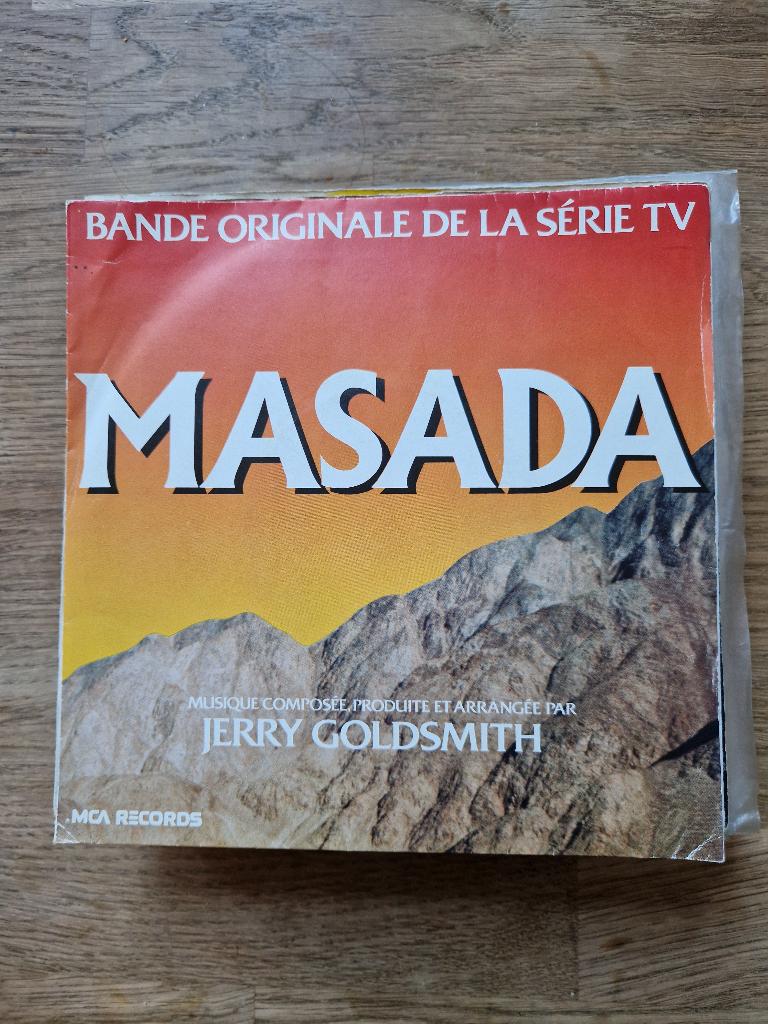 BANDE ORIGINALE DE LA SÉRIE TV
MASADA
MUSIQUE COMPOSÉE, PRODUITE ET ARRANGÉE PAR
JERRY GOLDSMITH
MCA RECORDS